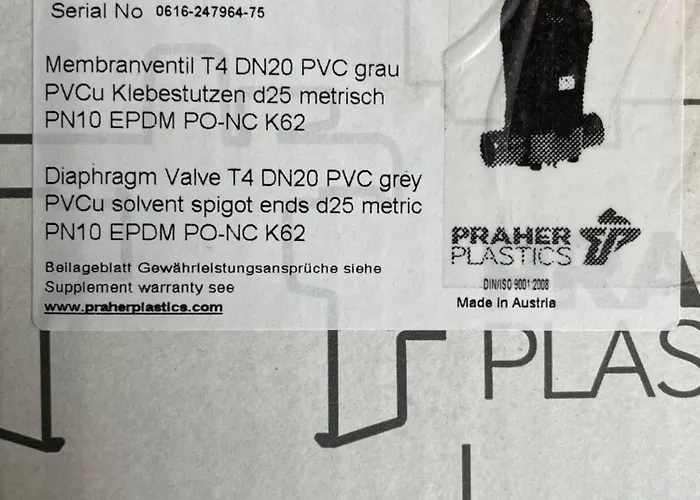 Serial No 0616-247964-75
Membranventil T4 DN20 PVC grau
PVCu Klebestutzen d25 metrisch
PN10 EPDM PO-NC K62
Diaphragm Valve T4 DN20 PVC grey
PVCu solvent spigot ends d25 metric
PN10 EPDM PO-NC K62
Beilageblatt Gewährleistungsansprüche siehe
Supplement warranty see
www.praherplastics.com
PRAHER
PLASTICS
DIN/ISO 9001:2008
Made in Austria
PLAS